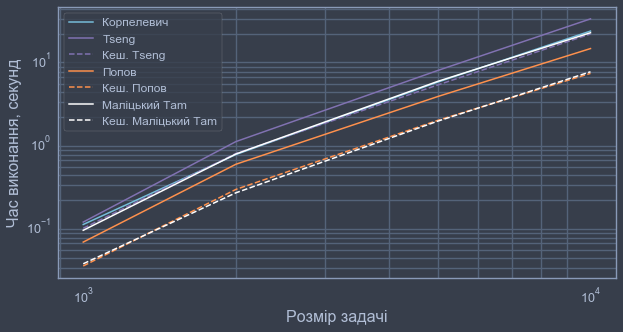 Корпелевич
Tseng
Кеш. Tseng
Попов
Кеш. Попов
Маліцький Tam
Кеш. Маліцький Tam
Час виконання, секунд
10¹
10⁰
10⁻¹
10³
10⁴
Розмір задачі